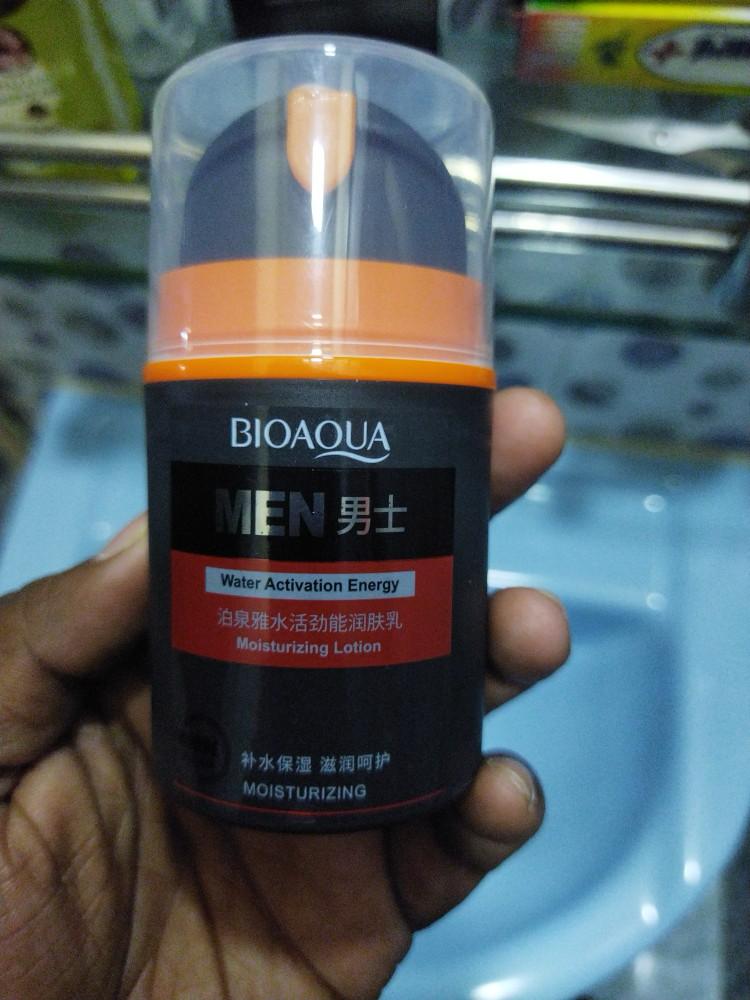 BIOAQUA
MEN 男士
Water Activation Energy
泊泉雅水活劲能润肤乳
Moisturizing Lotion
补水保湿 滋润呵护
MOISTURIZING